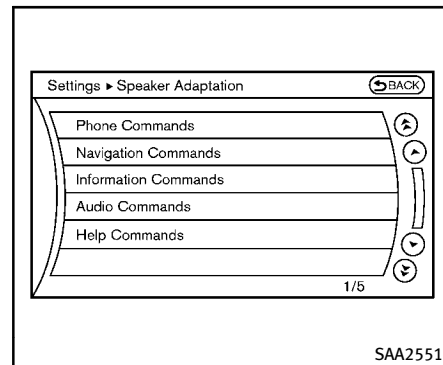 Settings ▸ Speaker Adaptation
BACK
Phone Commands
Navigation Commands
Information Commands
Audio Commands
Help Commands
1/5
SAA2551